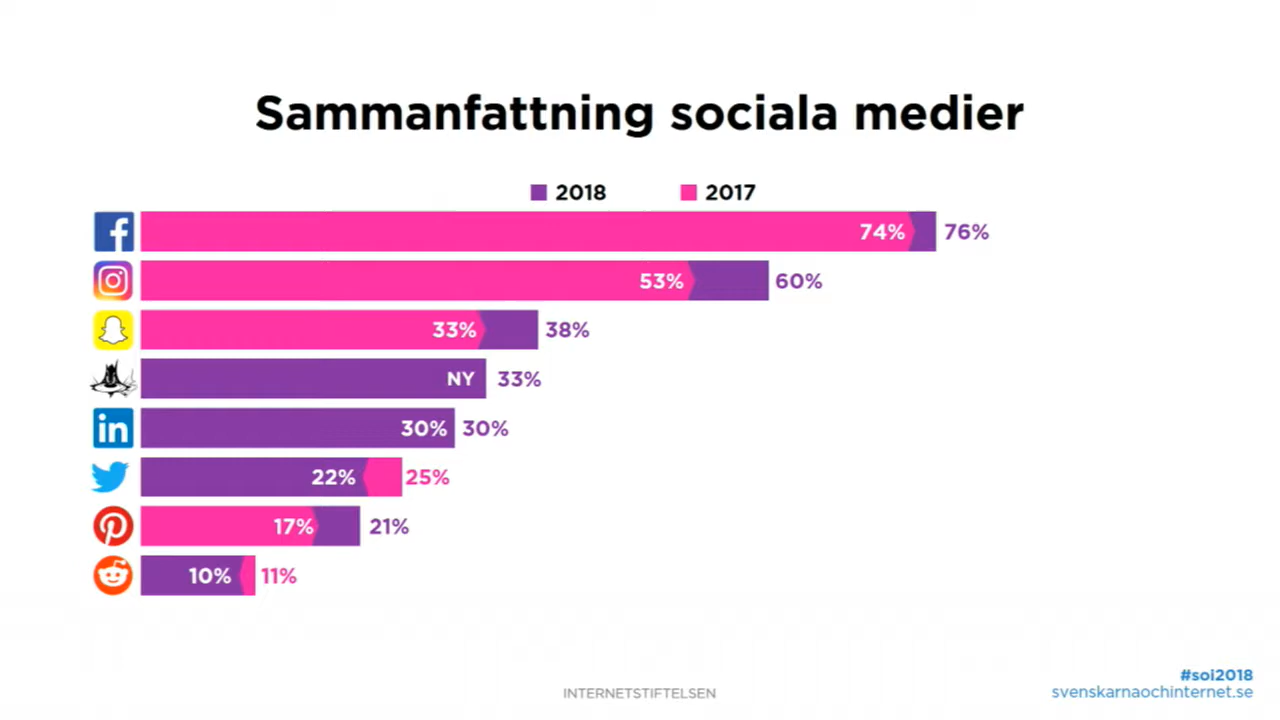 Sammanfattning sociala medier
2018 2017
74% 76%
53% 60%
33% 38%
NY 33%
in 30% 30%
22% 25%
17% 21%
10% 11%
#soi2018
INTERNETSTIFTELSEN svenskarnaochinternet.se